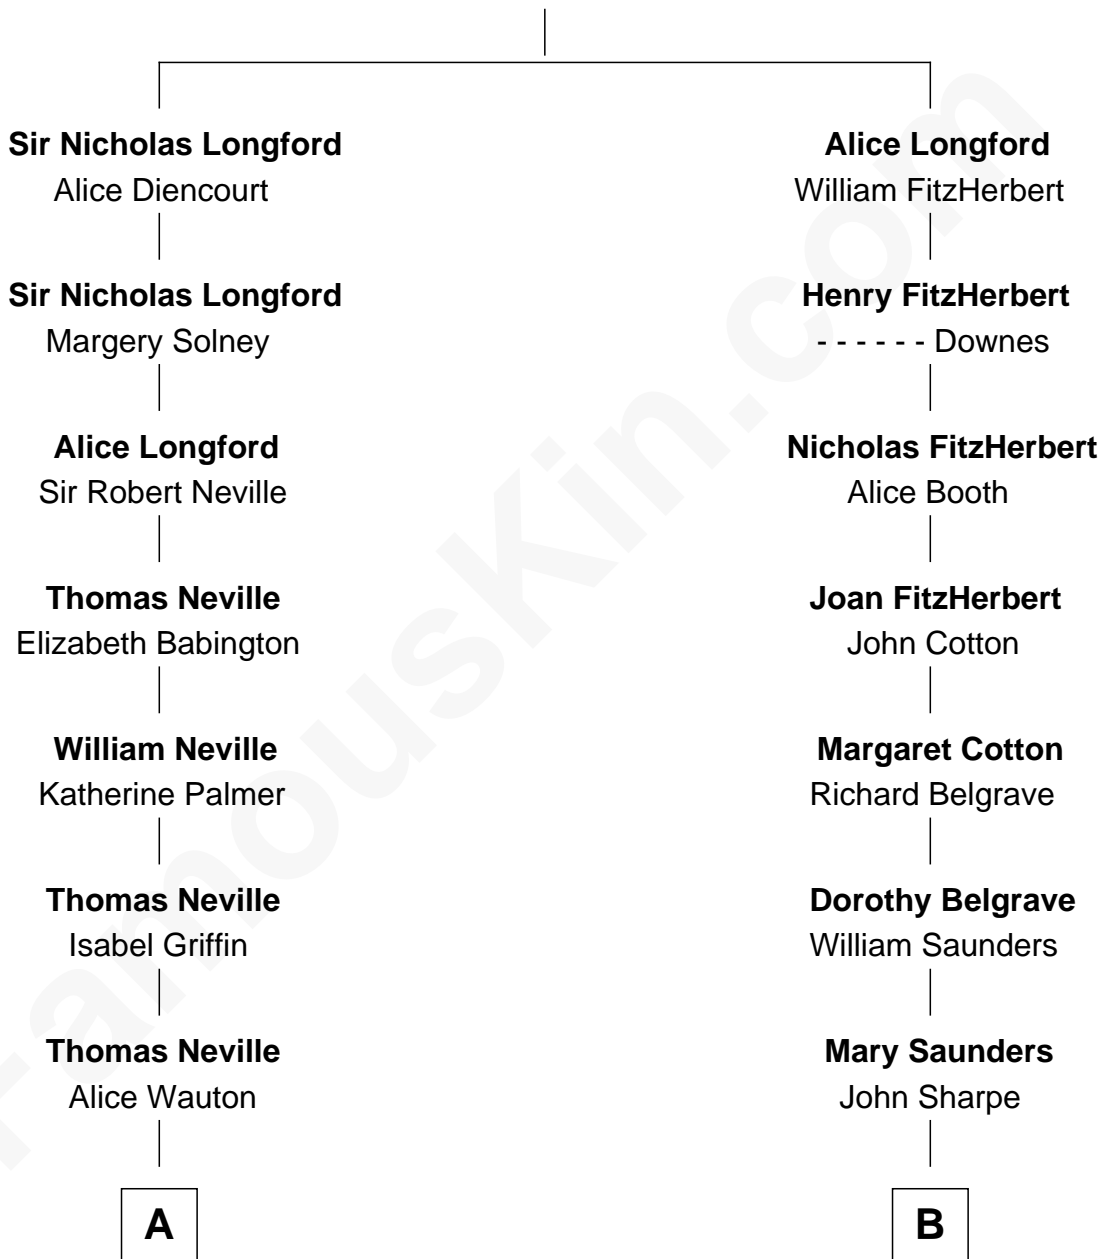 Sir Nicholas Longford
Alice Diencourt
Sir Nicholas Longford
Margery Solney
Alice Longford
Sir Robert Neville
Thomas Neville
Elizabeth Babington
William Neville
Katherine Palmer
Thomas Neville
Isabel Griffin
Thomas Neville
Alice Wauton
A
Alice Longford
William FitzHerbert
Henry FitzHerbert
- - - - - - Downes
Nicholas FitzHerbert
Alice Booth
Joan FitzHerbert
John Cotton
Margaret Cotton
Richard Belgrave
Dorothy Belgrave
William Saunders
Mary Saunders
John Sharpe
B
FamousKin.com